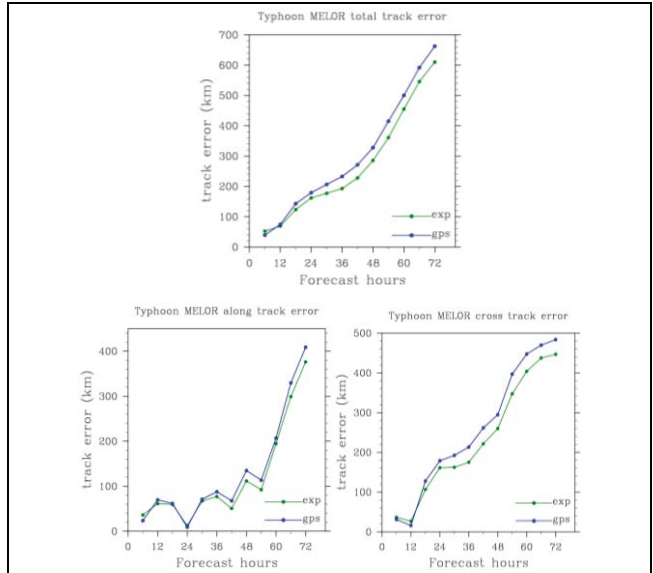 Typhoon MELOR total track error
700
600
500
400
300
200
100
0
track error (km)
exp
gps
0 12 24 36 48 60 72
Forecast hours
Typhoon MELOR along track error
400
300
200
100
0
track error (km)
exp
gps
0 12 24 36 48 60 72
Forecast hours
Typhoon MELOR cross track error
500
400
300
200
100
0
track error (km)
exp
gps
0 12 24 36 48 60 72
Forecast hours